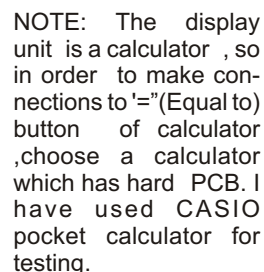 NOTE: The display
unit is a calculator , so
in order to make con-
nections to '=”(Equal to)
button of calculator
,choose a calculator
which has hard PCB. I
have used CASIO
pocket calculator for
testing.